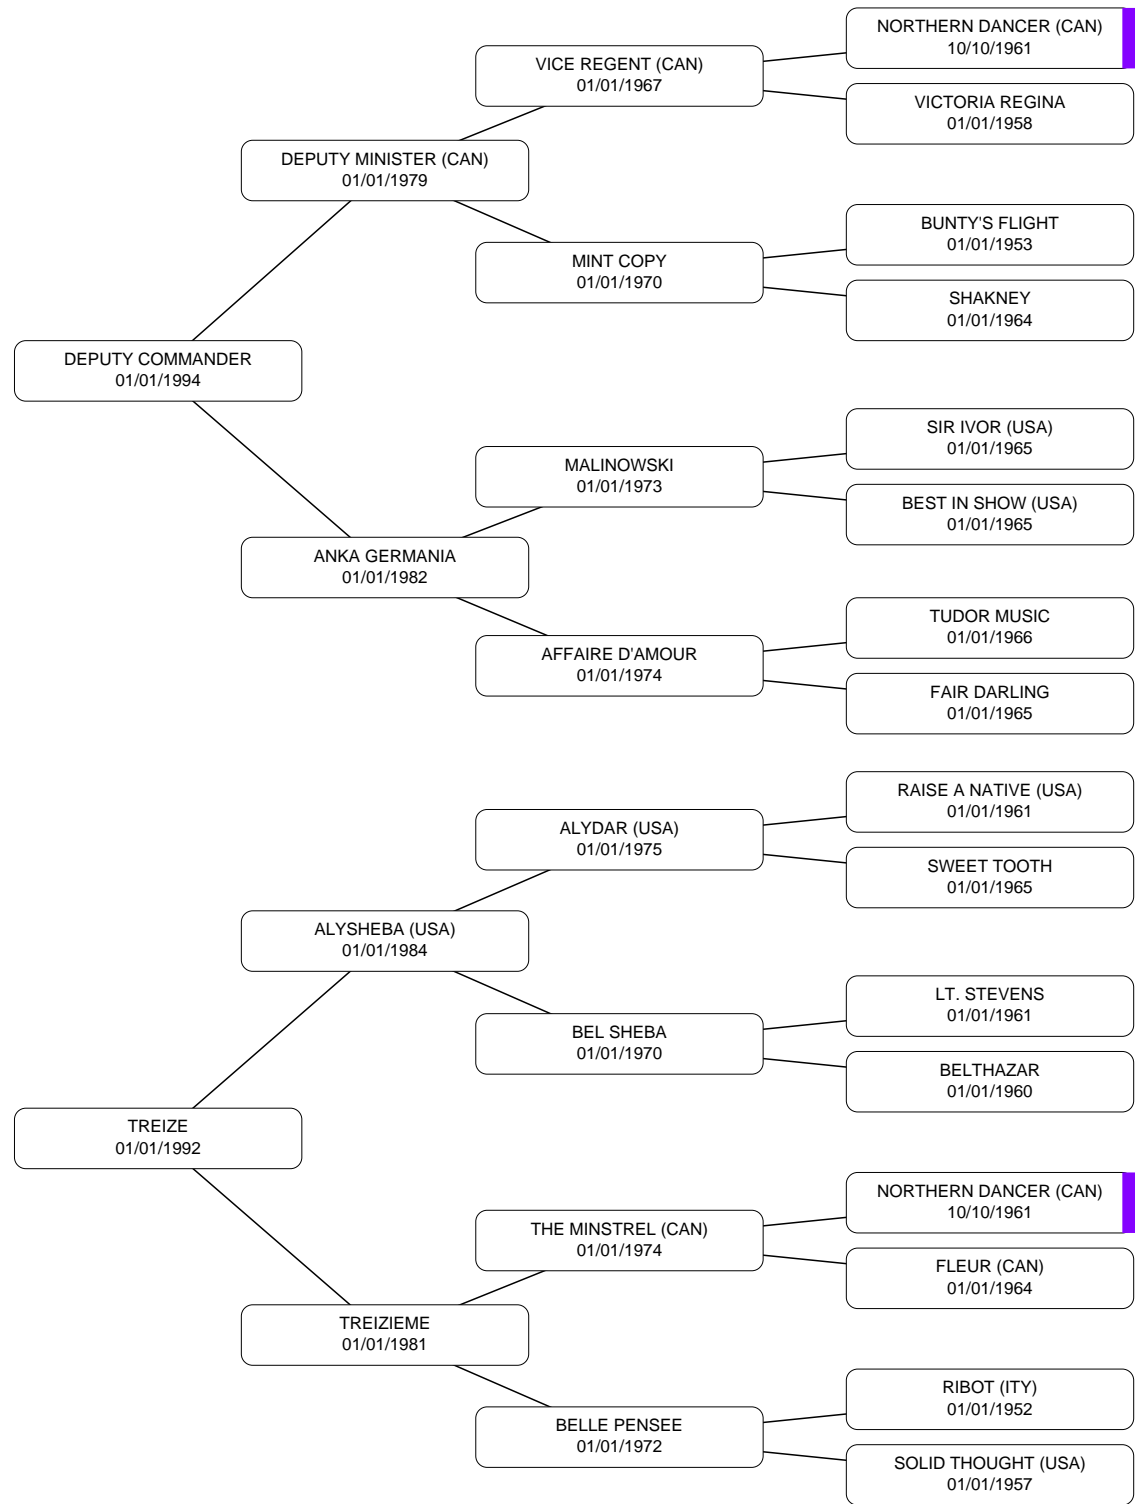 NORTHERN DANCER (CAN)
10/10/1961
VICE REGENT (CAN)
01/01/1967
VICTORIA REGINA
01/01/1958
DEPUTY MINISTER (CAN)
01/01/1979
BUNTY'S FLIGHT
01/01/1953
MINT COPY
01/01/1970
SHAKNEY
01/01/1964
DEPUTY COMMANDER
01/01/1994
SIR IVOR (USA)
01/01/1965
MALINOWSKI
01/01/1973
BEST IN SHOW (USA)
01/01/1965
ANKA GERMANIA
01/01/1982
TUDOR MUSIC
01/01/1966
AFFAIRE D'AMOUR
01/01/1974
FAIR DARLING
01/01/1965
RAISE A NATIVE (USA)
01/01/1961
ALYDAR (USA)
01/01/1975
SWEET TOOTH
01/01/1965
ALYSHEBA (USA)
01/01/1984
LT. STEVENS
01/01/1961
BEL SHEBA
01/01/1970
BELTHAZAR
01/01/1960
TREIZE
01/01/1992
NORTHERN DANCER (CAN)
10/10/1961
THE MINSTREL (CAN)
01/01/1974
FLEUR (CAN)
01/01/1964
TREIZIEME
01/01/1981
RIBOT (ITY)
01/01/1952
BELLE PENSEE
01/01/1972
SOLID THOUGHT (USA)
01/01/1957